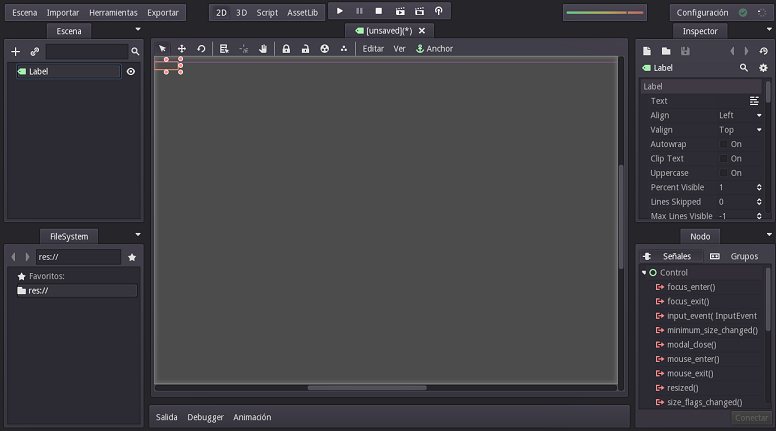 Escena Importar Herramientas Exportar
2D 3D Script AssetLib
Configuración
Escena
[unsaved](*)
Inspector
Editar Ver Anchor
Label
Label
Label
Text
Align Left
Valign Top
Autowrap On
Clip Text On
Uppercase On
Percent Visible 1
Lines Skipped 0
Max Lines Visible -1
FileSystem
res://
Favoritos:
res://
Nodo
Señales Grupos
Control
focus_enter()
focus_exit()
input_event( InputEvent
minimum_size_changed()
modal_close()
mouse_enter()
mouse_exit()
resized()
size_flags_changed()
Conectar
Salida Debugger Animación